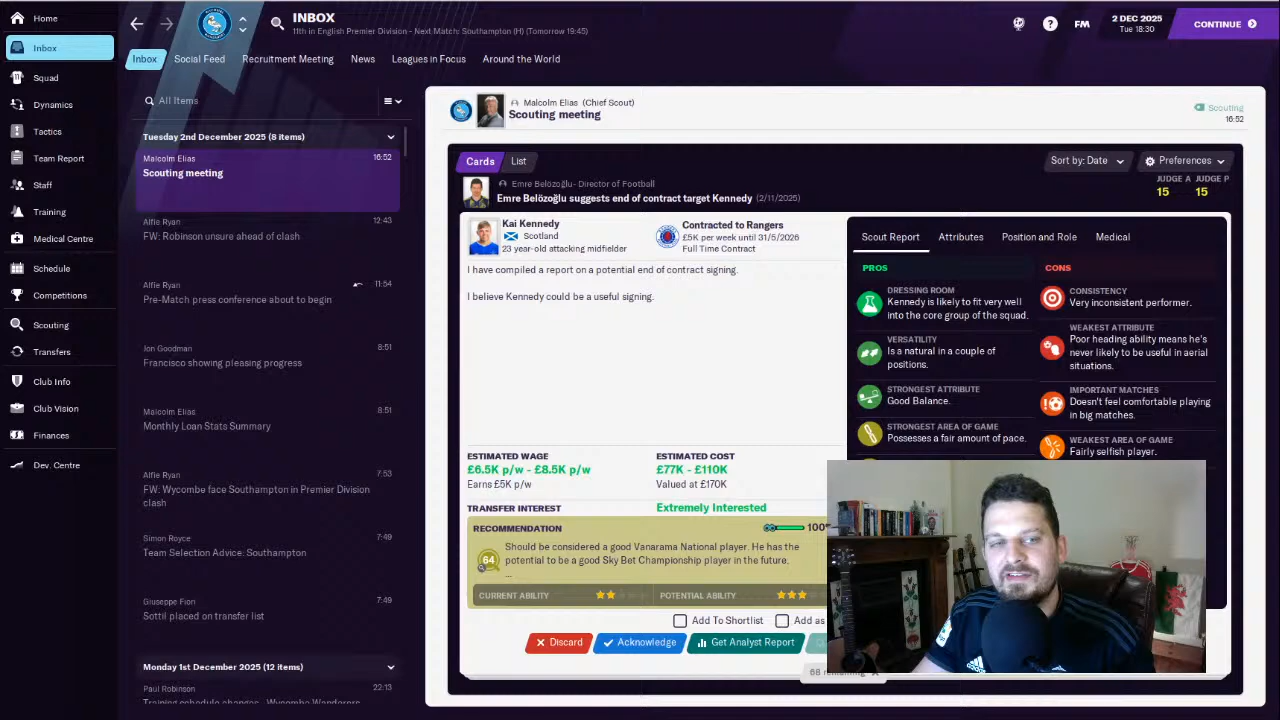 Home
Inbox
Squad
Dynamics
Tactics
Team Report
Staff
Training
Medical Centre
Schedule
Competitions
Scouting
Transfers
Club Info
Club Vision
Finances
Dev. Centre
INBOX
11th in English Premier Division - Next Match: Southampton (H) (Tomorrow 19:45)
FM
2 DEC 2025
Tue 18:30
CONTINUE
Inbox
Social Feed
Recruitment Meeting
News
Leagues in Focus
Around the World
All Items
Tuesday 2nd December 2025 (8 items)
Malcolm Elias 16:52
Scouting meeting
Alfie Ryan 12:43
FW: Robinson unsure ahead of clash
Alfie Ryan 11:54
Pre-Match press conference about to begin
Jon Goodman 8:51
Francisco showing pleasing progress
Malcolm Elias 8:51
Monthly Loan Stats Summary
Alfie Ryan 7:53
FW: Wycombe face Southampton in Premier Division
clash
Simon Royce 7:49
Team Selection Advice: Southampton
Giuseppe Fion 7:49
Sottil placed on transfer list
Monday 1st December 2025 (12 items)
Paul Robinson 22:13
Training schedule changes - Wycombe Wanderers
Malcolm Elias (Chief Scout)
Scouting meeting
Scouting
16:52
Cards
List
Sort by: Date
Preferences
Emre Belözoğlu - Director of Football
Emre Belözoğlu suggests end of contract target Kennedy (2/11/2025)
JUDGE A JUDGE P
15 15
Kai Kennedy
Scotland
23 year-old attacking midfielder
Contracted to Rangers
£5K per week until 31/5/2026
Full Time Contract
I have compiled a report on a potential end of contract signing.
I believe Kennedy could be a useful signing.
ESTIMATED WAGE
£6.5K p/w - £8.5K p/w
Earns £5K p/w
ESTIMATED COST
£77K - £110K
Valued at £170K
TRANSFER INTEREST
Extremely Interested
RECOMMENDATION
100%
64
Should be considered a good Vanarama National player. He has the
potential to be a good Sky Bet Championship player in the future;
...
CURRENT ABILITY
POTENTIAL ABILITY
Add To Shortlist
Add as
Discard
Acknowledge
Get Analyst Report
68 remaining
Scout Report
Attributes
Position and Role
Medical
PROS
DRESSING ROOM
Kennedy is likely to fit very well
into the core group of the squad.
VERSATILITY
Is a natural in a couple of
positions.
STRONGEST ATTRIBUTE
Good Balance.
STRONGEST AREA OF GAME
Possesses a fair amount of pace.
CONS
CONSISTENCY
Very inconsistent performer.
WEAKEST ATTRIBUTE
Poor heading ability means he's
never likely to be useful in aerial
situations.
IMPORTANT MATCHES
Doesn't feel comfortable playing
in big matches.
WEAKEST AREA OF GAME
Fairly selfish player.